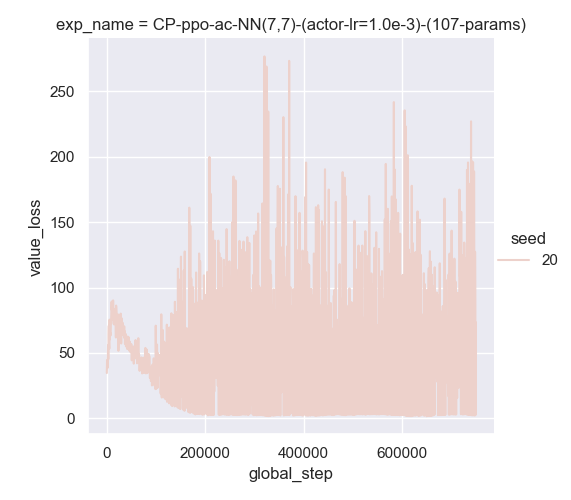 exp_name = CP-ppo-ac-NN(7,7)-(actor-lr=1.0e-3)-(107-params)
250
200
150
100
50
0
value_loss
seed
20
0
200000
400000
600000
global_step